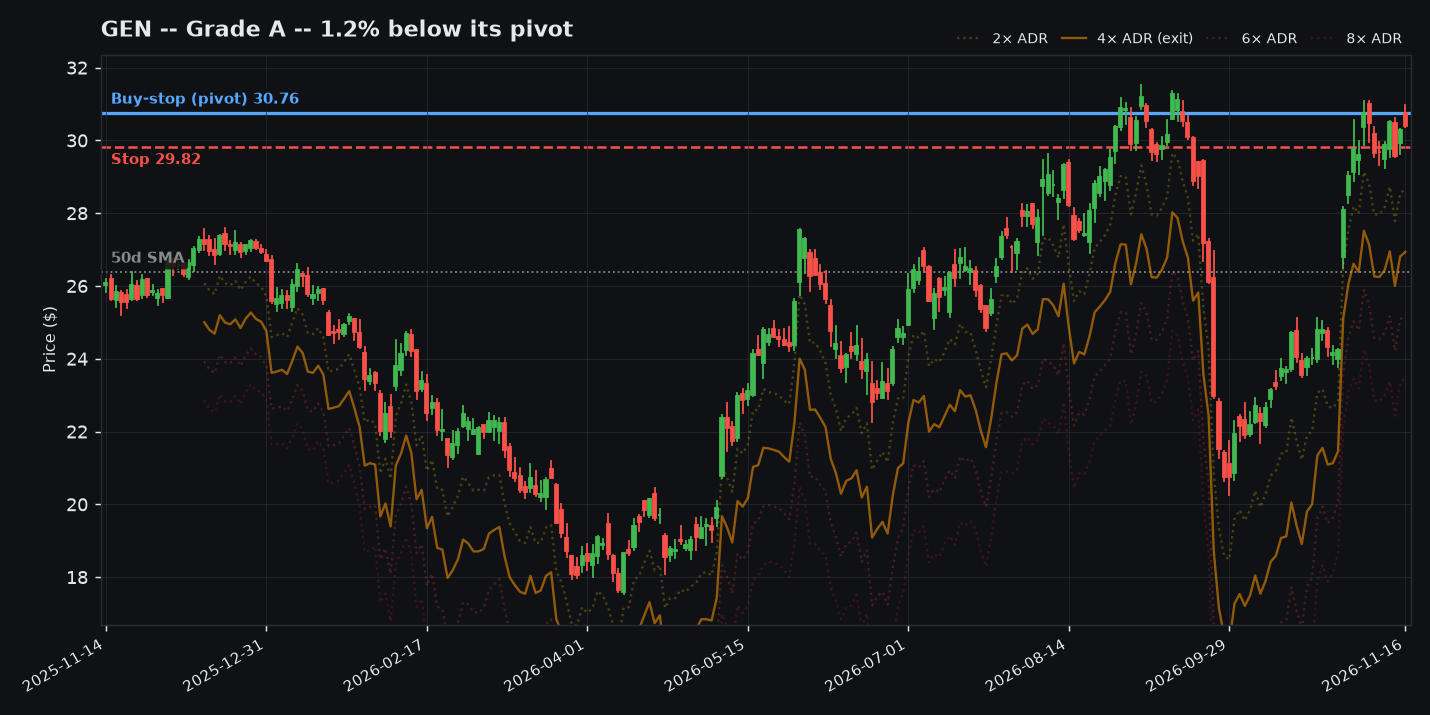 GEN -- Grade A -- 1.2% below its pivot
2× ADR
4× ADR (exit)
6× ADR
8× ADR
Price ($)
32
30
28
26
24
22
20
18
Buy-stop (pivot) 30.76
Stop 29.82
50d SMA
2025-11-14
2025-12-31
2026-02-17
2026-04-01
2026-05-15
2026-07-01
2026-08-14
2026-09-29
2026-11-16